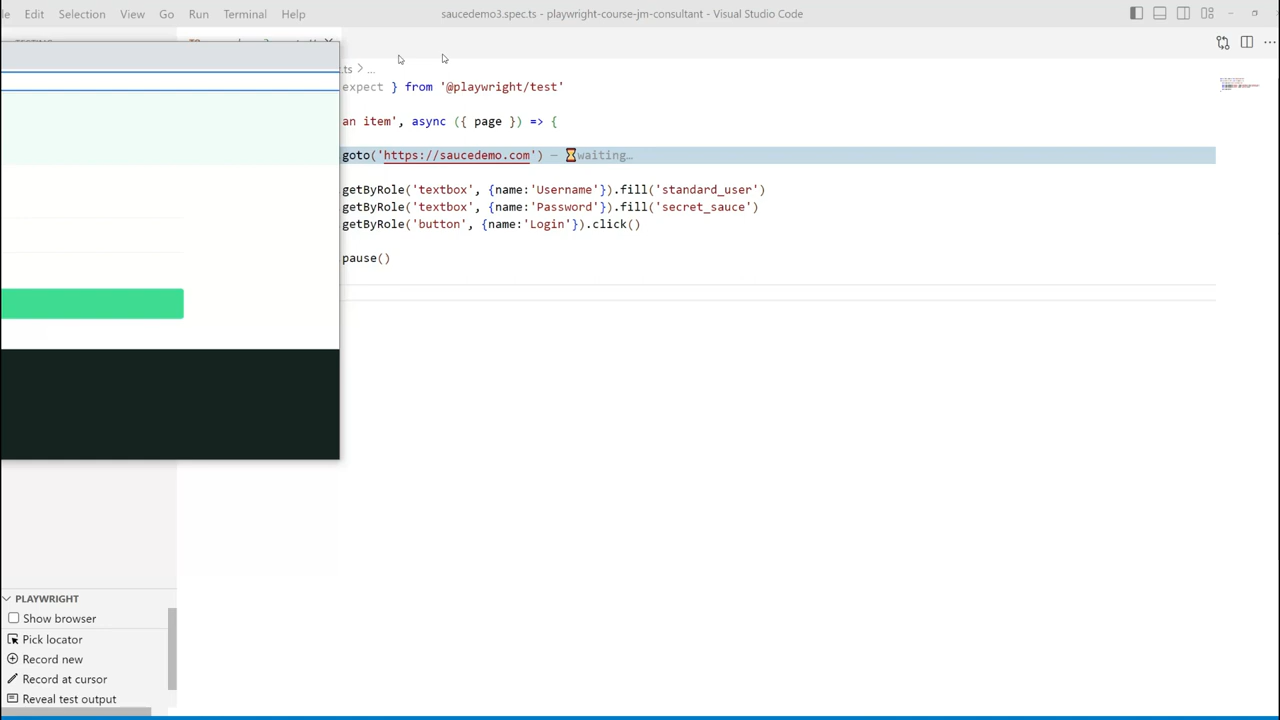 Edit Selection View Go Run Terminal Help saucedemo3.spec.ts - playwright-course-jm-consultant - Visual Studio Code
.ts > ...
expect } from '@playwright/test'
an item', async ({ page }) => {
goto('https://saucedemo.com') — ⌛waiting…
getByRole('textbox', {name:'Username'}).fill('standard_user')
getByRole('textbox', {name:'Password'}).fill('secret_sauce')
getByRole('button', {name:'Login'}).click()
pause()
PLAYWRIGHT
Show browser
Pick locator
Record new
Record at cursor
Reveal test output